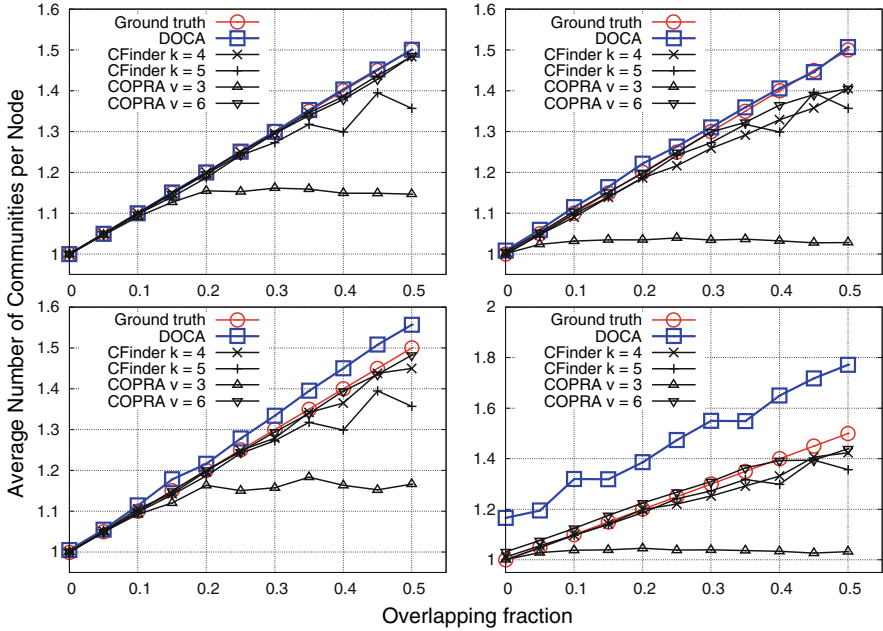 Average Number of Communities per Node
1.6
1.5
1.4
1.3
1.2
1.1
1
0 0.1 0.2 0.3 0.4 0.5
Ground truth
DOCA
CFinder k = 4
CFinder k = 5
COPRA v = 3
COPRA v = 6
1.6
1.5
1.4
1.3
1.2
1.1
1
0 0.1 0.2 0.3 0.4 0.5
Ground truth
DOCA
CFinder k = 4
CFinder k = 5
COPRA v = 3
COPRA v = 6
1.6
1.5
1.4
1.3
1.2
1.1
1
0 0.1 0.2 0.3 0.4 0.5
Ground truth
DOCA
CFinder k = 4
CFinder k = 5
COPRA v = 3
COPRA v = 6
2
1.8
1.6
1.4
1.2
1
0 0.1 0.2 0.3 0.4 0.5
Ground truth
DOCA
CFinder k = 4
CFinder k = 5
COPRA v = 3
COPRA v = 6
Overlapping fraction